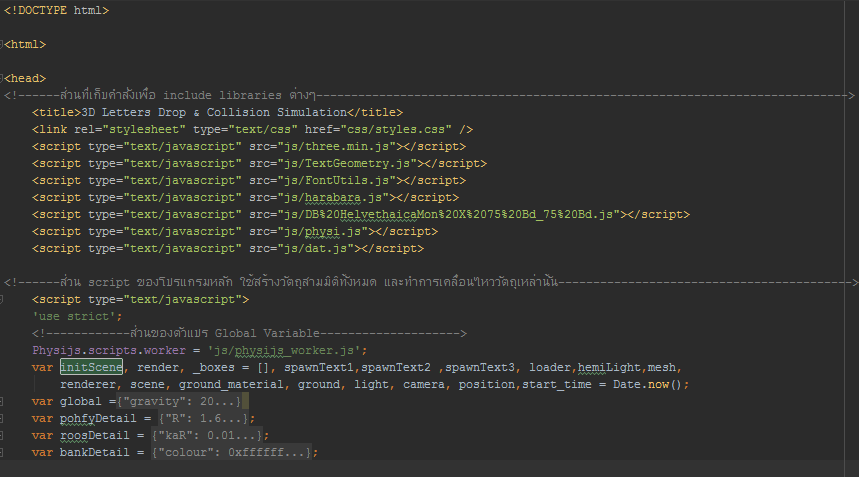 <!DOCTYPE html>
<html>
<head>
<!------ส่วนที่เก็บคำสั่งเพื่อ include libraries ต่างๆ---------------------------------------------------------------------------->
<title>3D Letters Drop & Collision Simulation</title>
<link rel="stylesheet" type="text/css" href="css/styles.css" />
<script type="text/javascript" src="js/three.min.js"></script>
<script type="text/javascript" src="js/TextGeometry.js"></script>
<script type="text/javascript" src="js/FontUtils.js"></script>
<script type="text/javascript" src="js/harabara.js"></script>
<script type="text/javascript" src="js/DB%20HelvethaicaMon%20X%2075%20Bd_75%20Bd.js"></script>
<script type="text/javascript" src="js/physi.js"></script>
<script type="text/javascript" src="js/dat.js"></script>
<!------ส่วน script ของโปรแกรมหลัก ใช้สร้างวัตถุสามมิติทั้งหมด และทำการเคลื่อนไหววัตถุเหล่านั้น------------------------------------------>
<script type="text/javascript">
'use strict';
<!------------ส่วนของตัวแปร Global Variable-------------------->
Physijs.scripts.worker = 'js/physijs_worker.js';
var initScene, render, _boxes = [], spawnText1,spawnText2 ,spawnText3, loader,hemiLight,mesh,
renderer, scene, ground_material, ground, light, camera, position,start_time = Date.now();
var global ={"gravity": 20...}
var pohfyDetail = {"R": 1.6...};
var roosDetail = {"kaR": 0.01...};
var bankDetail = {"colour": 0xffffff...};